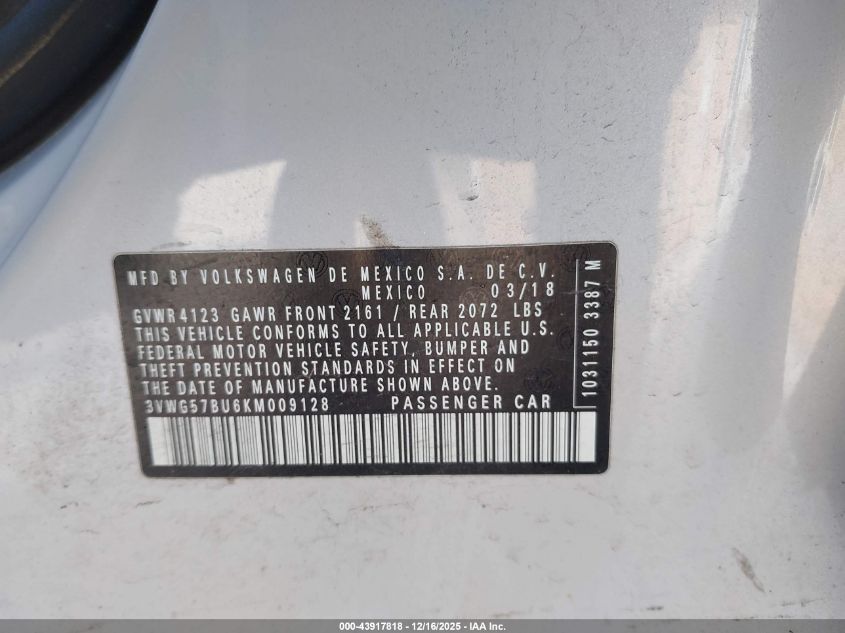 MFD BY VOLKSWAGEN DE MEXICO S.A. DE C.V.
MEXICO 03/18
GVWR 4123 GAWR FRONT 2161 / REAR 2072 LBS
THIS VEHICLE CONFORMS TO ALL APPLICABLE U.S.
FEDERAL MOTOR VEHICLE SAFETY, BUMPER AND
THEFT PREVENTION STANDARDS IN EFFECT ON
THE DATE OF MANUFACTURE SHOWN ABOVE.
3VWG57BU6KM009128 PASSENGER CAR
1031150 3387 M
000-43917818 - 12/16/2025 - IAA Inc.